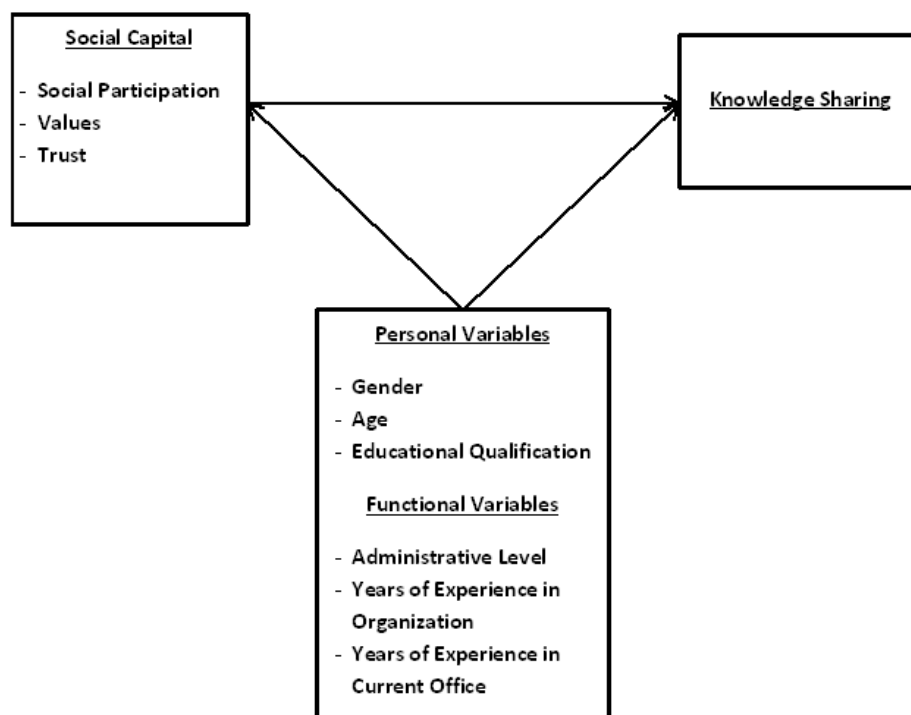 Social Capital
- Social Participation
- Values
- Trust
Knowledge Sharing
Personal Variables
- Gender
- Age
- Educational Qualification
Functional Variables
- Administrative Level
- Years of Experience in
Organization
- Years of Experience in
Current Office